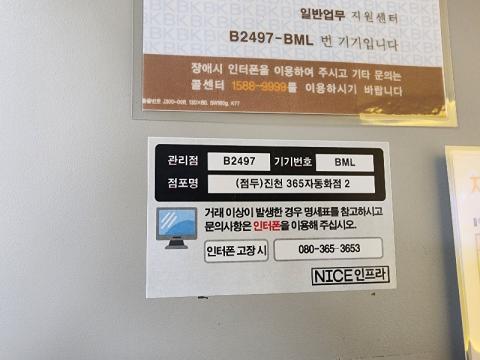 일반업무 지원센터
B2497-BML 번 기기입니다
장애시 인터폰을 이용하여 주시고 기타 문의는
콜센터 1588-9999를 이용하시기 바랍니다
관리점 B2497 기기번호 BML
점포명 (점두)진천 365자동화점 2
거래 이상이 발생한 경우 명세표를 참고하시고
문의사항은 인터폰을 이용해 주십시오.
인터폰 고장 시 080-365-3653
NICE인프라